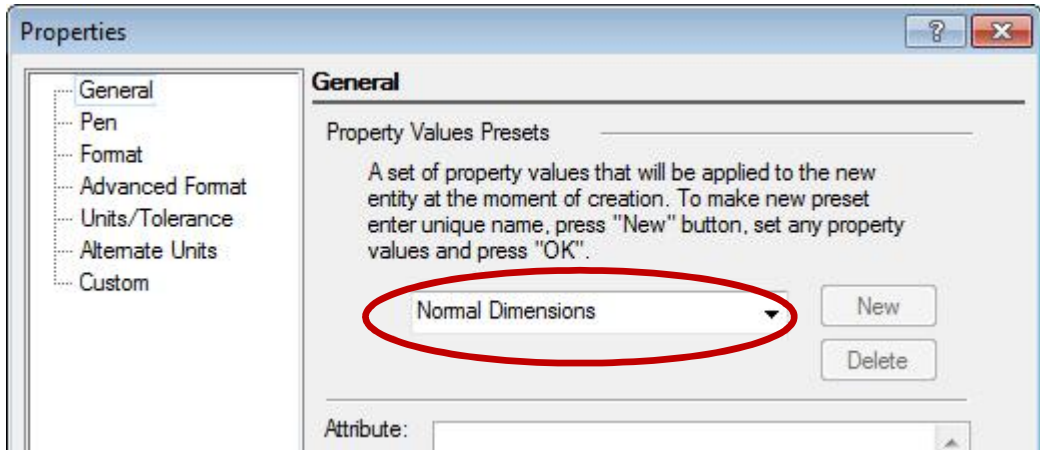 Properties
General
Pen
Format
Advanced Format
Units/Tolerance
Alternate Units
Custom
General
Property Values Presets
A set of property values that will be applied to the new
entity at the moment of creation. To make new preset
enter unique name, press "New" button, set any property
values and press "OK".
Normal Dimensions
New
Delete
Attribute: